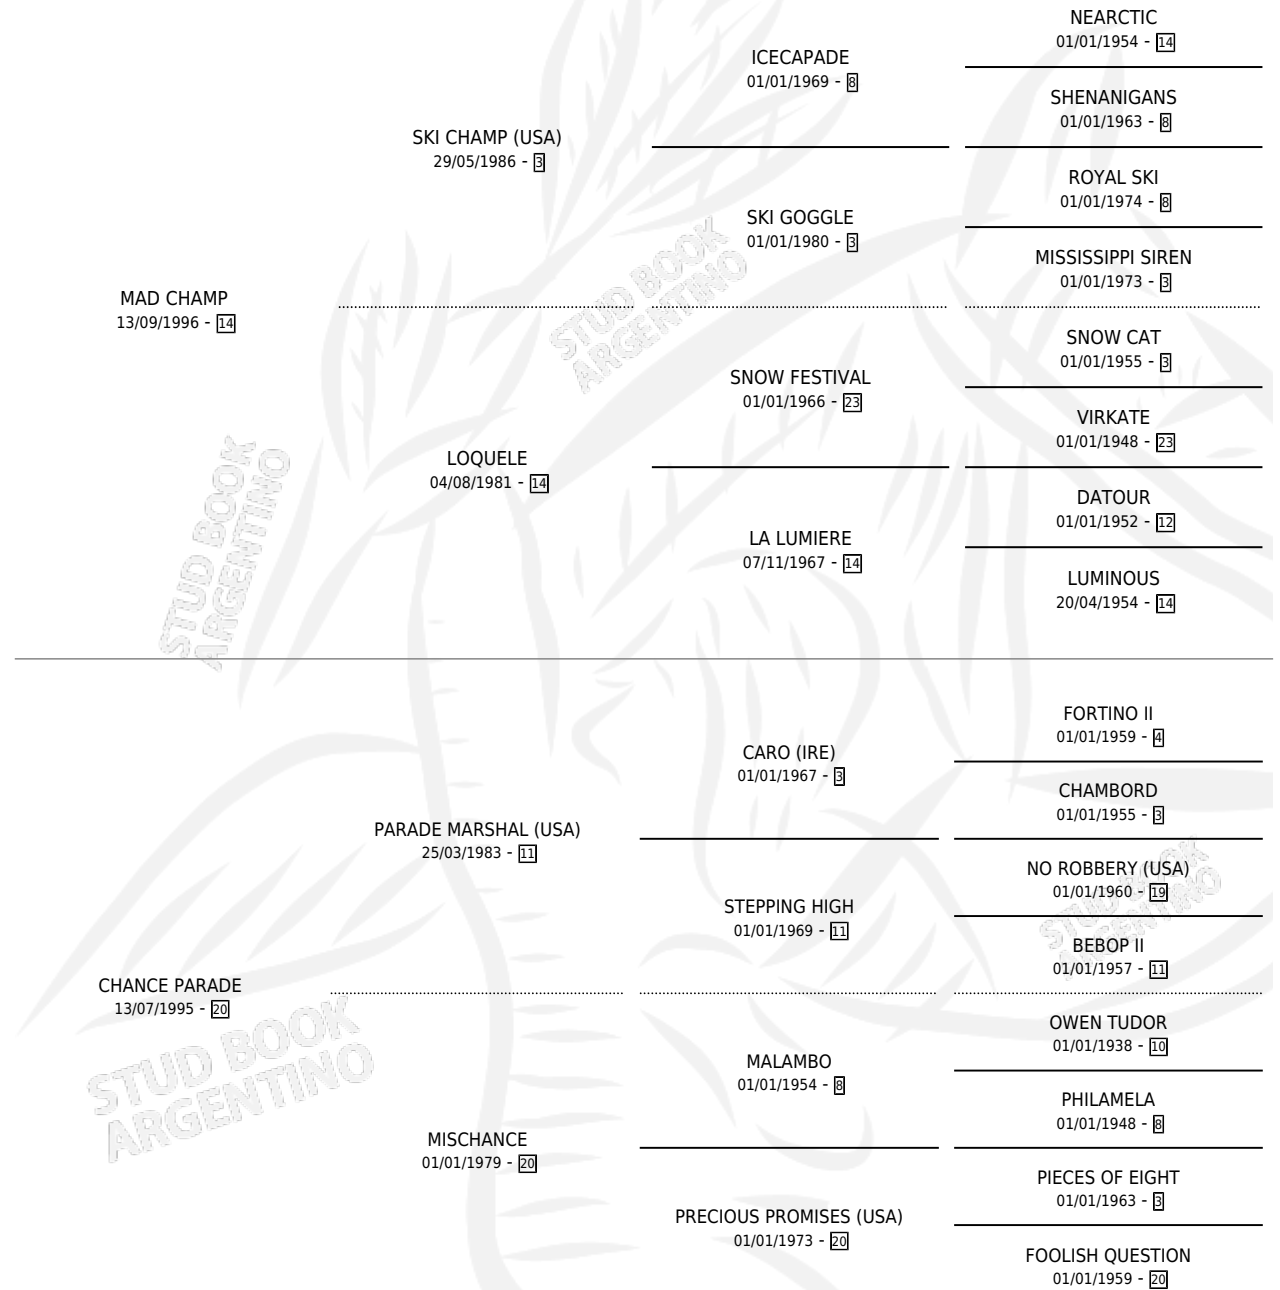 NEARCTIC
01/01/1954 - 14
ICECAPADE
01/01/1969 - 8
SHENANIGANS
01/01/1963 - 8
SKI CHAMP (USA)
29/05/1986 - 3
ROYAL SKI
01/01/1974 - 8
SKI GOGGLE
01/01/1980 - 3
MISSISSIPPI SIREN
01/01/1973 - 3
MAD CHAMP
13/09/1996 - 14
STUD BOOK
ARGENTINO
SNOW CAT
01/01/1955 - 3
SNOW FESTIVAL
01/01/1966 - 23
VIRKATE
01/01/1948 - 23
LOQUELE
04/08/1981 - 14
DATOUR
01/01/1952 - 12
LA LUMIERE
07/11/1967 - 14
LUMINOUS
20/04/1954 - 14
STUD BOOK
ARGENTINO
FORTINO II
01/01/1959 - 4
CARO (IRE)
01/01/1967 - 3
CHAMBORD
01/01/1955 - 3
PARADE MARSHAL (USA)
25/03/1983 - 11
NO ROBBERY (USA)
01/01/1960 - 19
STEPPING HIGH
01/01/1969 - 11
BEBOP II
01/01/1957 - 11
STUD BOOK
ARGENTINO
CHANCE PARADE
13/07/1995 - 20
OWEN TUDOR
01/01/1938 - 10
MALAMBO
01/01/1954 - 8
PHILAMELA
01/01/1948 - 8
STUD BOOK
ARGENTINO
MISCHANCE
01/01/1979 - 20
PIECES OF EIGHT
01/01/1963 - 3
PRECIOUS PROMISES (USA)
01/01/1973 - 20
FOOLISH QUESTION
01/01/1959 - 20